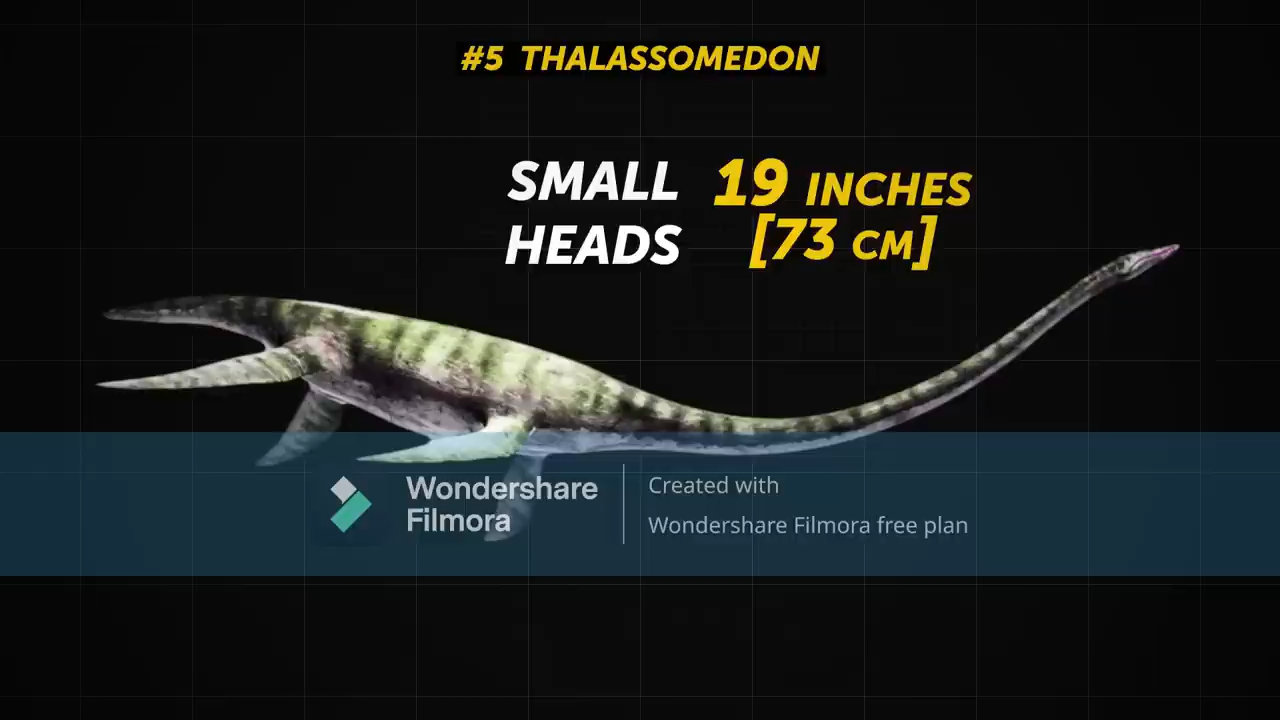 #5 THALASSOMEDON
SMALL 19 INCHES
HEADS [73 CM]
Wondershare
Filmora
Created with
Wondershare Filmora free plan